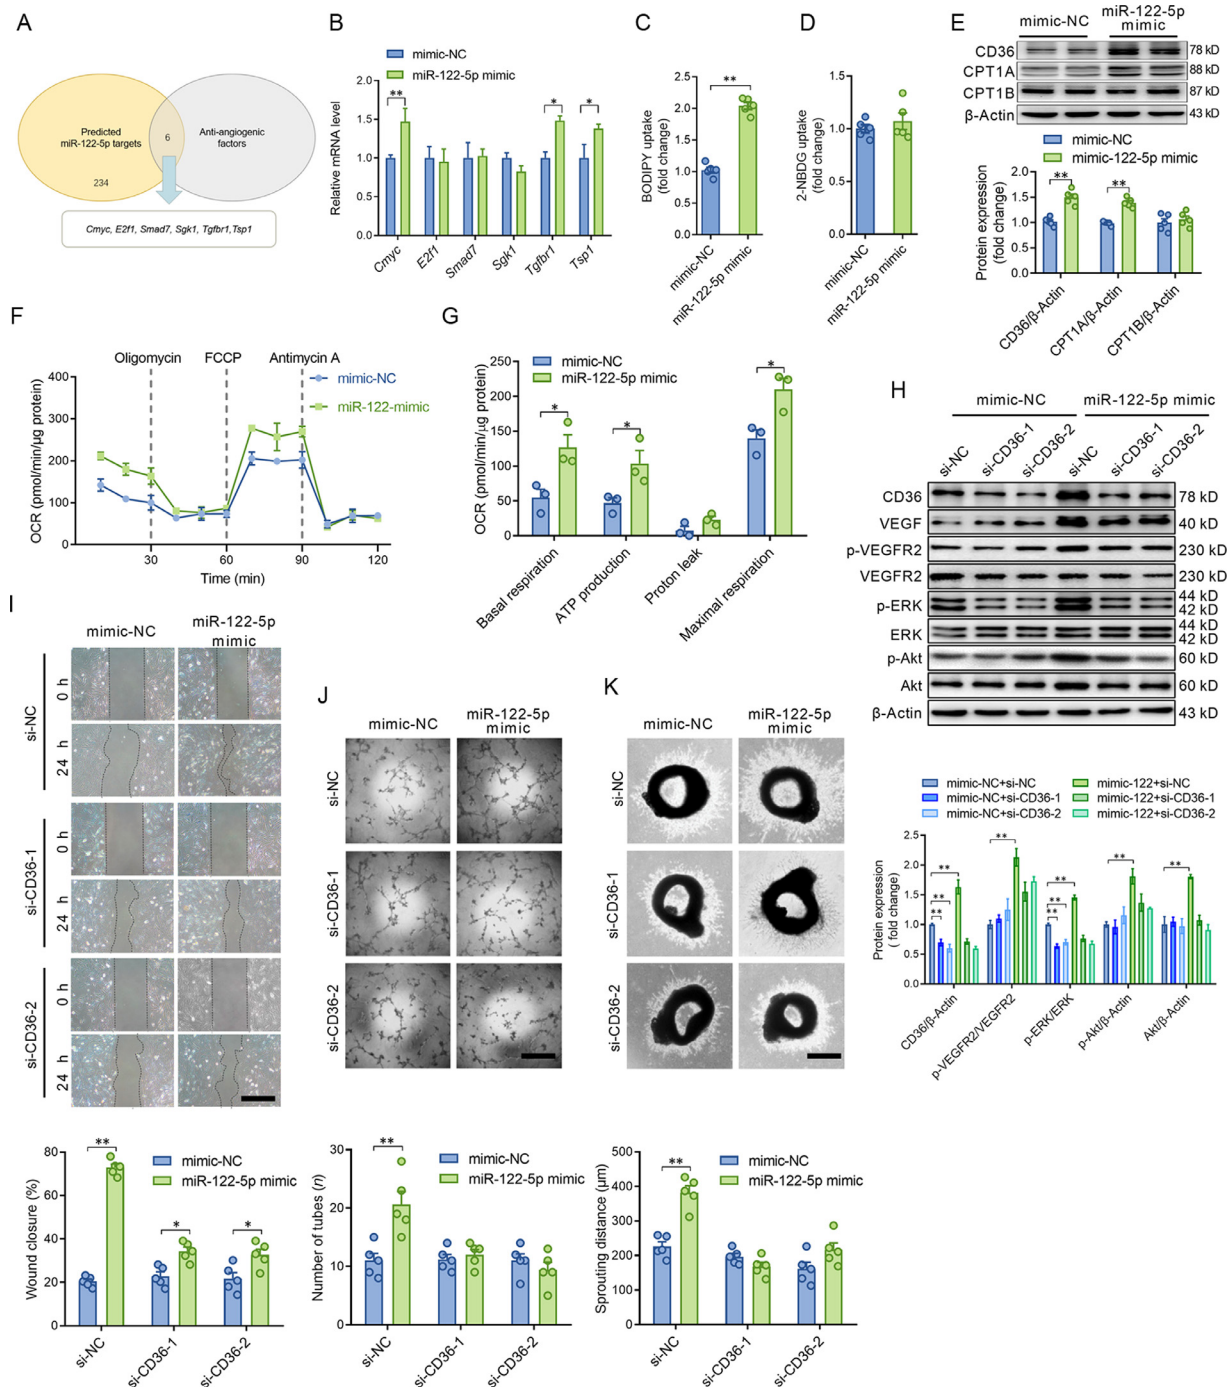 A
Predicted
miR-122-5p targets
6
Anti-angiogenic
factors
234
Cmyc, E2f1, Smad7, Sgk1, Tgfbr1,Tsp1
B
mimic-NC
miR-122-5p mimic
Relative mRNA level
2.0
1.5
1.0
0.5
0.0
**
*
*
Cmyc
E2f1
Smad7
Sgk1
Tgfbr1
Tsp1
C
BODIPY uptake
(fold change)
2.5
2.0
1.5
1.0
0.5
0.0
**
mimic-NC
miR-122-5p mimic
D
2-NBDG uptake
(fold change)
1.5
1.0
0.5
0.0
mimic-NC
miR-122-5p mimic
E
mimic-NC
miR-122-5p
mimic
CD36
78 kD
CPT1A
88 kD
CPT1B
87 kD
β-Actin
43 kD
mimic-NC
mimic-122-5p mimic
Protein expression
(fold change)
2.0
1.5
1.0
0.5
0.0
**
**
CD36/β-Actin
CPT1A/β-Actin
CPT1B/β-Actin
F
Oligomycin
FCCP
Antimycin A
mimic-NC
miR-122-mimic
OCR (pmol/min/µg protein)
400
300
200
100
0
30
60
90
120
Time (min)
G
mimic-NC
miR-122-5p mimic
OCR (pmol/min/µg protein)
250
200
150
100
50
0
*
*
*
Basal respiration
ATP production
Proton leak
Maximal respiration
H
mimic-NC
miR-122-5p mimic
si-NC
si-CD36-1
si-CD36-2
si-NC
si-CD36-1
si-CD36-2
CD36
78 kD
VEGF
40 kD
p-VEGFR2
230 kD
VEGFR2
230 kD
p-ERK
44 kD
42 kD
ERK
44 kD
42 kD
p-Akt
60 kD
Akt
60 kD
β-Actin
43 kD
mimic-NC+si-NC
mimic-NC+si-CD36-1
mimic-NC+si-CD36-2
mimic-122+si-NC
mimic-122+si-CD36-1
mimic-122+si-CD36-2
Protein expression
( fold change)
2.5
2.0
1.5
1.0
0.5
0.0
**
**
**
**
**
**
**
**
**
CD36/β-Actin
p-VEGFR2/VEGFR2
p-ERK/ERK
p-Akt/β-Actin
Akt/β-Actin
I
mimic-NC
miR-122-5p
mimic
si-NC
0 h
24 h
si-CD36-1
0 h
24 h
si-CD36-2
0 h
24 h
Wound closure (%)
80
60
40
20
0
**
*
*
mimic-NC
miR-122-5p mimic
si-NC
si-CD36-1
si-CD36-2
J
mimic-NC
miR-122-5p
mimic
si-NC
si-CD36-1
si-CD36-2
Number of tubes (n)
30
20
10
0
**
mimic-NC
miR-122-5p mimic
si-NC
si-CD36-1
si-CD36-2
K
mimic-NC
miR-122-5p
mimic
si-NC
si-CD36-1
si-CD36-2
Sprouting distance (µm)
500
400
300
200
100
0
**
mimic-NC
miR-122-5p mimic
si-NC
si-CD36-1
si-CD36-2